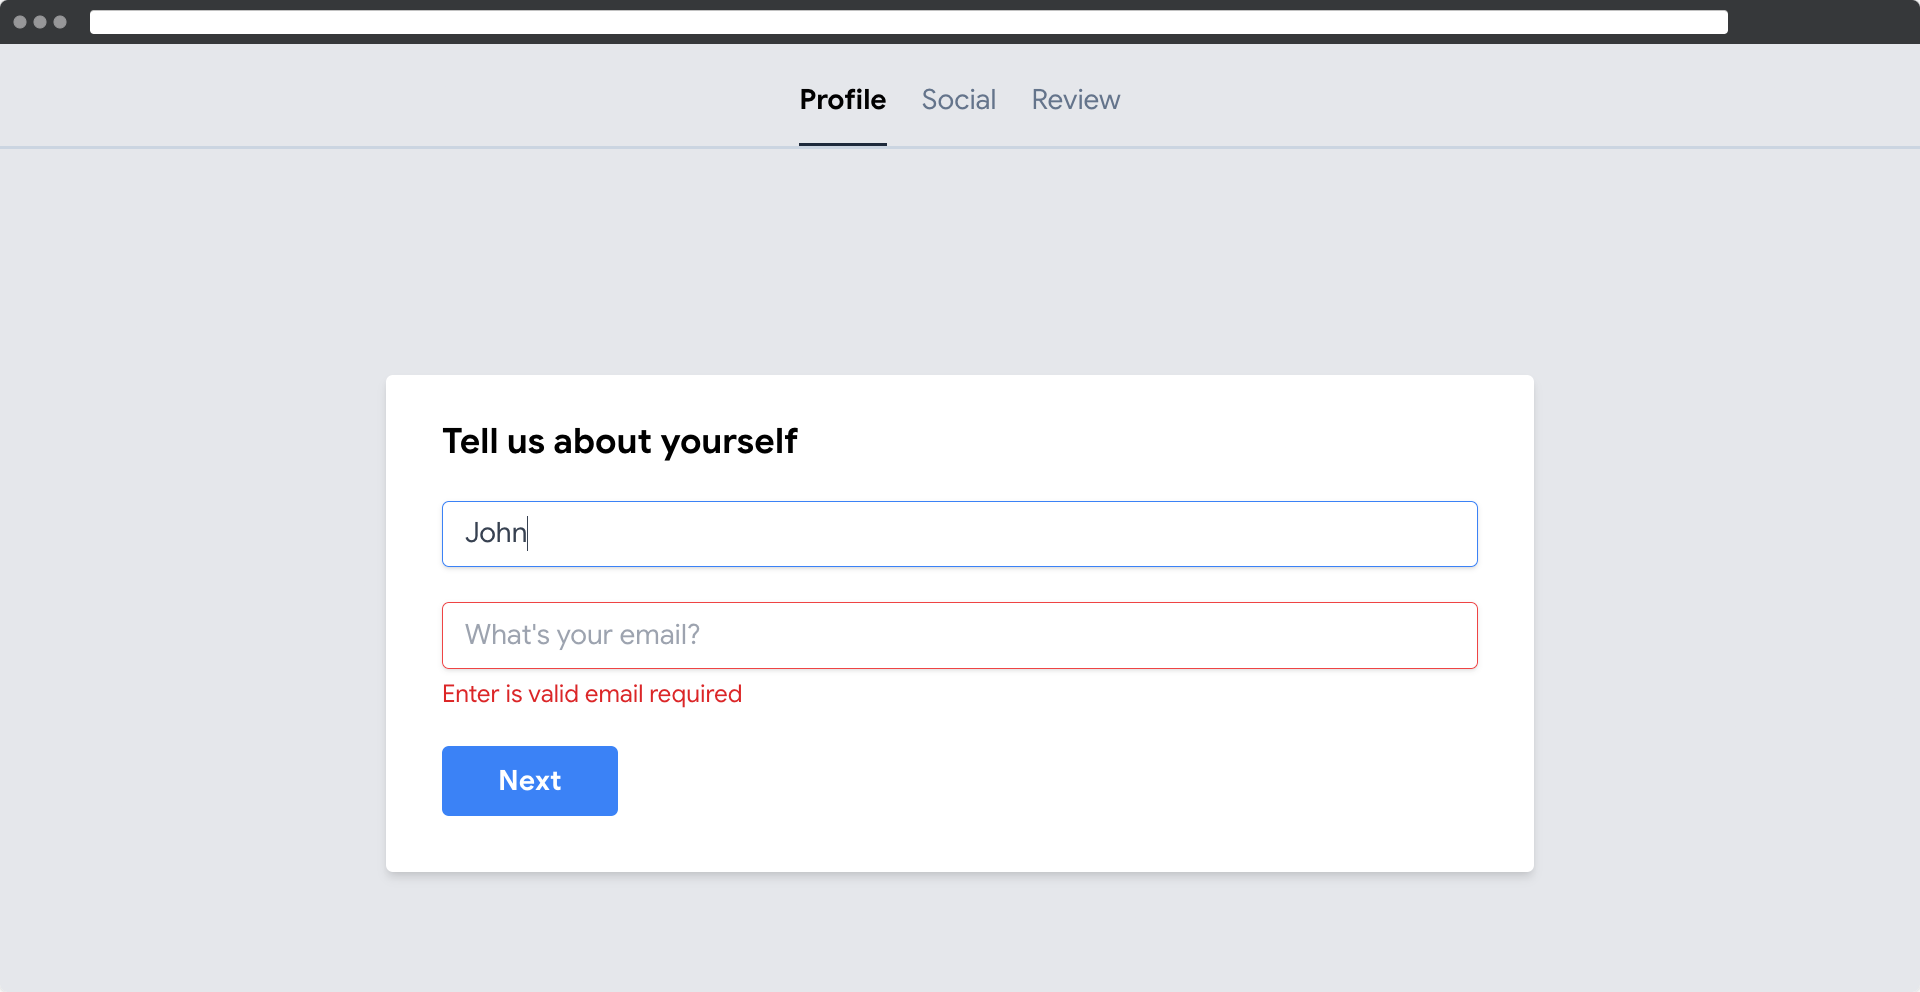 Profile Social Review
Tell us about yourself
John
What's your email?
Enter is valid email required
Next